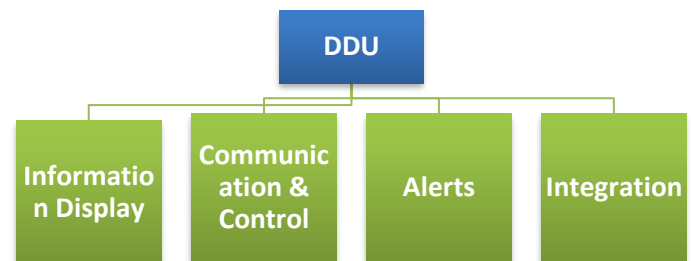 DDU
Informatio
n Display
Communic
ation &
Control
Alerts
Integration